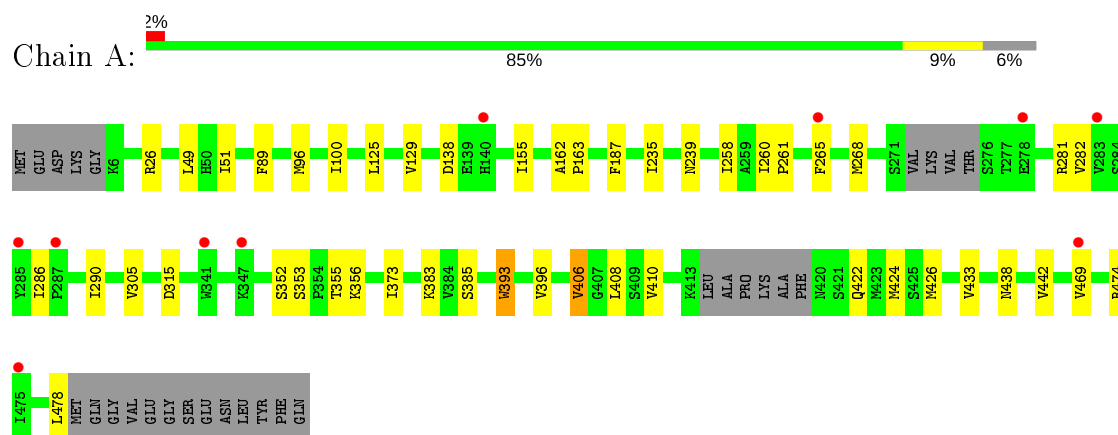 2%
Chain A:
85% 9% 6%
MET GLU ASP LYS GLY K6 R26 L49 H50 I51 F89 M96 I100 L125 V129 D138 E139 H140 I155 A162 P163 F187 I235 N239 I258 A259 I260 P261 F265 M268 S271 VAL LYS VAL THR S276 T277 E278 R281 V282 V283 S284
Y285 I286 P287 I290 V305 D315 W341 K347 S352 S353 P354 T355 K356 I373 K383 V384 S385 W393 V396 V406 G407 L408 S409 V410 K413 LEU ALA PRO LYS ALA PHE N420 S421 Q422 M423 M424 S425 M426 V433 N438 V442 V469 R474
I475 L478 MET GLN GLY VAL GLU GLY SER GLU ASN LEU TYR PHE GLN